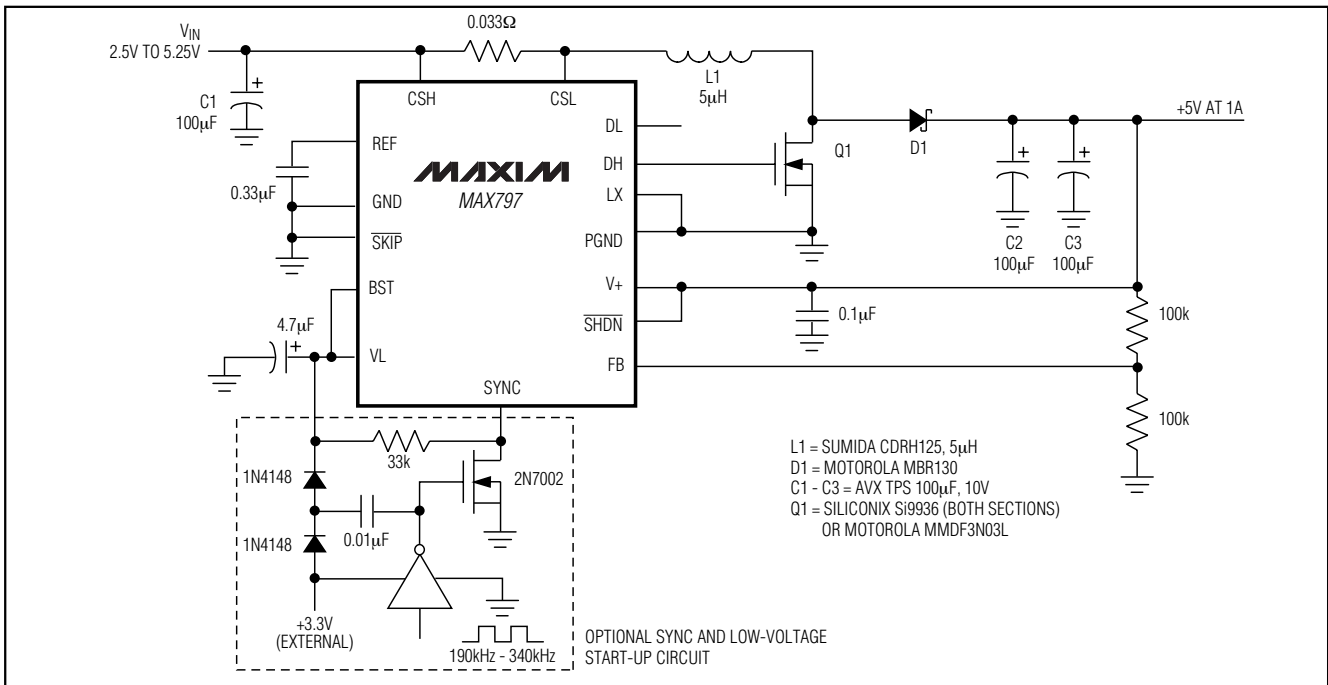 VIN
2.5V TO 5.25V
0.033Ω
C1
100µF
CSH
CSL
L1
5µH
+5V AT 1A
D1
Q1
REF
0.33µF
MAXIM
MAX797
DL
DH
LX
GND
SKIP
PGND
C2
100µF
C3
100µF
BST
V+
SHDN
0.1µF
100k
4.7µF
VL
FB
SYNC
100k
33k
1N4148
2N7002
0.01µF
1N4148
+3.3V
(EXTERNAL)
190kHz - 340kHz
OPTIONAL SYNC AND LOW-VOLTAGE
START-UP CIRCUIT
L1 = SUMIDA CDRH125, 5µH
D1 = MOTOROLA MBR130
C1 - C3 = AVX TPS 100µF, 10V
Q1 = SILICONIX Si9936 (BOTH SECTIONS)
OR MOTOROLA MMDF3N03L